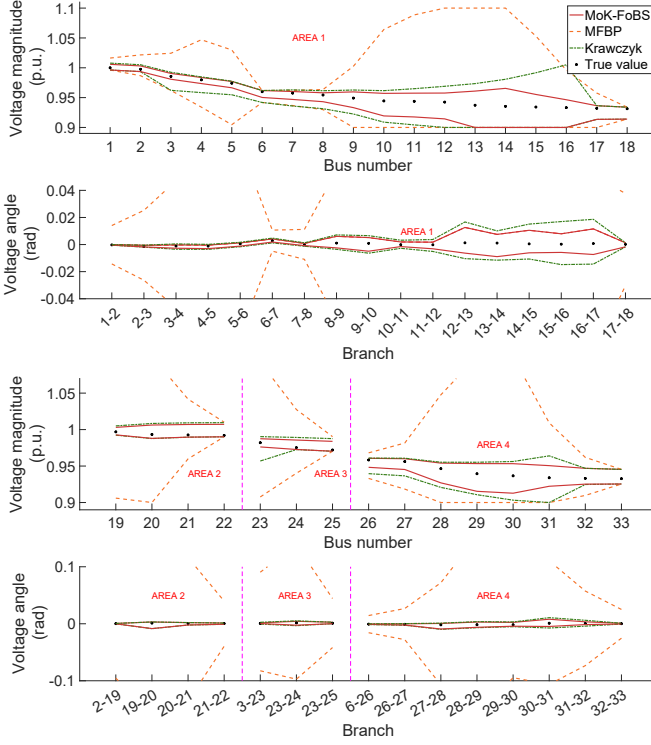 AREA 1
MoK-FoBS
MFBP
Krawczyk
True value
Voltage magnitude
(p.u.)
1.1
1.05
1
0.95
0.9
1 2 3 4 5 6 7 8 9 10 11 12 13 14 15 16 17 18
Bus number
Voltage angle
(rad)
0.04
0.02
0
-0.02
-0.04
AREA 1
1-2 2-3 3-4 4-5 5-6 6-7 7-8 8-9 9-10 10-11 11-12 12-13 13-14 14-15 15-16 16-17 17-18
Branch
Voltage magnitude
(p.u.)
1.05
1
0.95
0.9
AREA 2
AREA 3
AREA 4
19 20 21 22 23 24 25 26 27 28 29 30 31 32 33
Bus number
Voltage angle
(rad)
0.1
0
-0.1
AREA 2
AREA 3
AREA 4
2-19 19-20 20-21 21-22 3-23 23-24 23-25 6-26 26-27 27-28 28-29 29-30 30-31 31-32 32-33
Branch